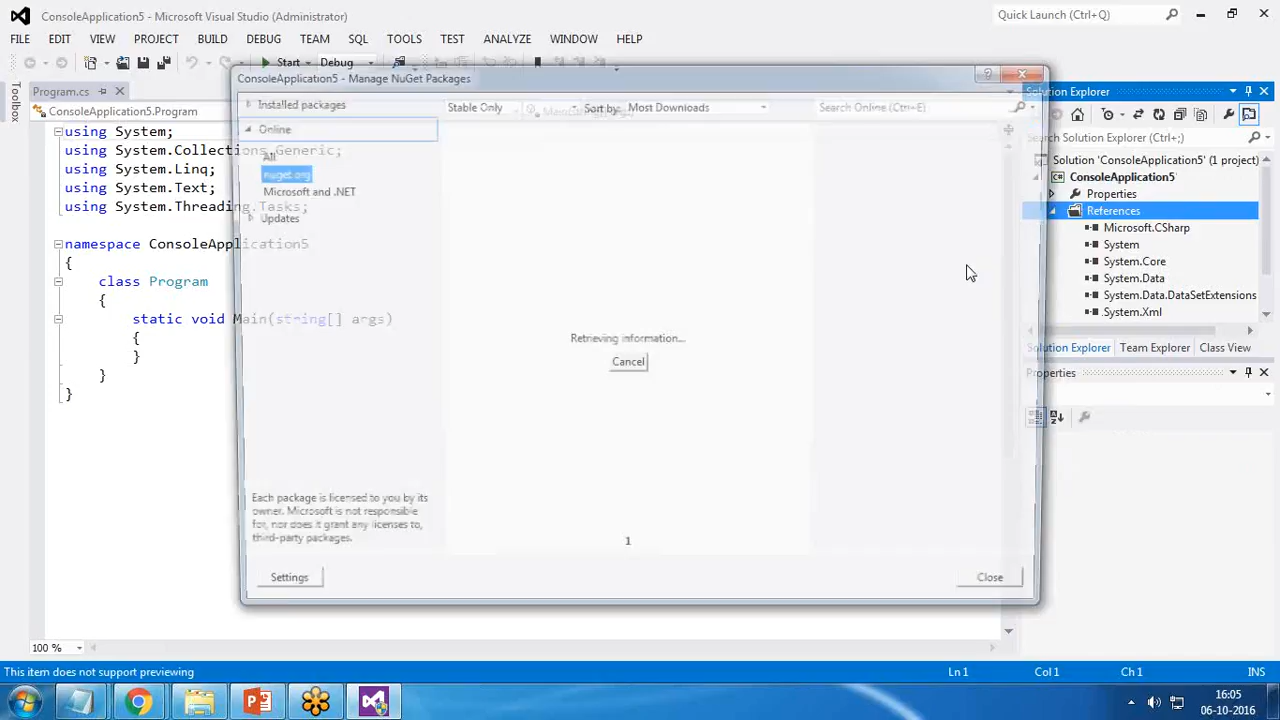 ConsoleApplication5 - Microsoft Visual Studio (Administrator)
Quick Launch (Ctrl+Q)
FILE EDIT VIEW PROJECT BUILD DEBUG TEAM SQL TOOLS TEST ANALYZE WINDOW HELP
Start Debug
Toolbox
Program.cs
ConsoleApplication5.Program
using System;
using System.Collections.Generic;
using System.Linq;
using System.Text;
using System.Threading.Tasks;
namespace ConsoleApplication5
{
class Program
{
static void Main(string[] args)
{
}
}
}
ConsoleApplication5 - Manage NuGet Packages
Installed packages
Online
All
nuget.org
Microsoft and .NET
Updates
Stable Only
Sort by: Most Downloads
Search Online (Ctrl+E)
Retrieving information...
Cancel
Each package is licensed to you by its
owner. Microsoft is not responsible
for, nor does it grant any licenses to,
third-party packages.
1
Settings
Close
Solution Explorer
Search Solution Explorer (Ctrl+;)
Solution 'ConsoleApplication5' (1 project)
C# ConsoleApplication5
Properties
References
Microsoft.CSharp
System
System.Core
System.Data
System.Data.DataSetExtensions
System.Xml
Solution Explorer Team Explorer Class View
Properties
100 %
This item does not support previewing
Ln 1 Col 1 Ch 1 INS
16:05
06-10-2016